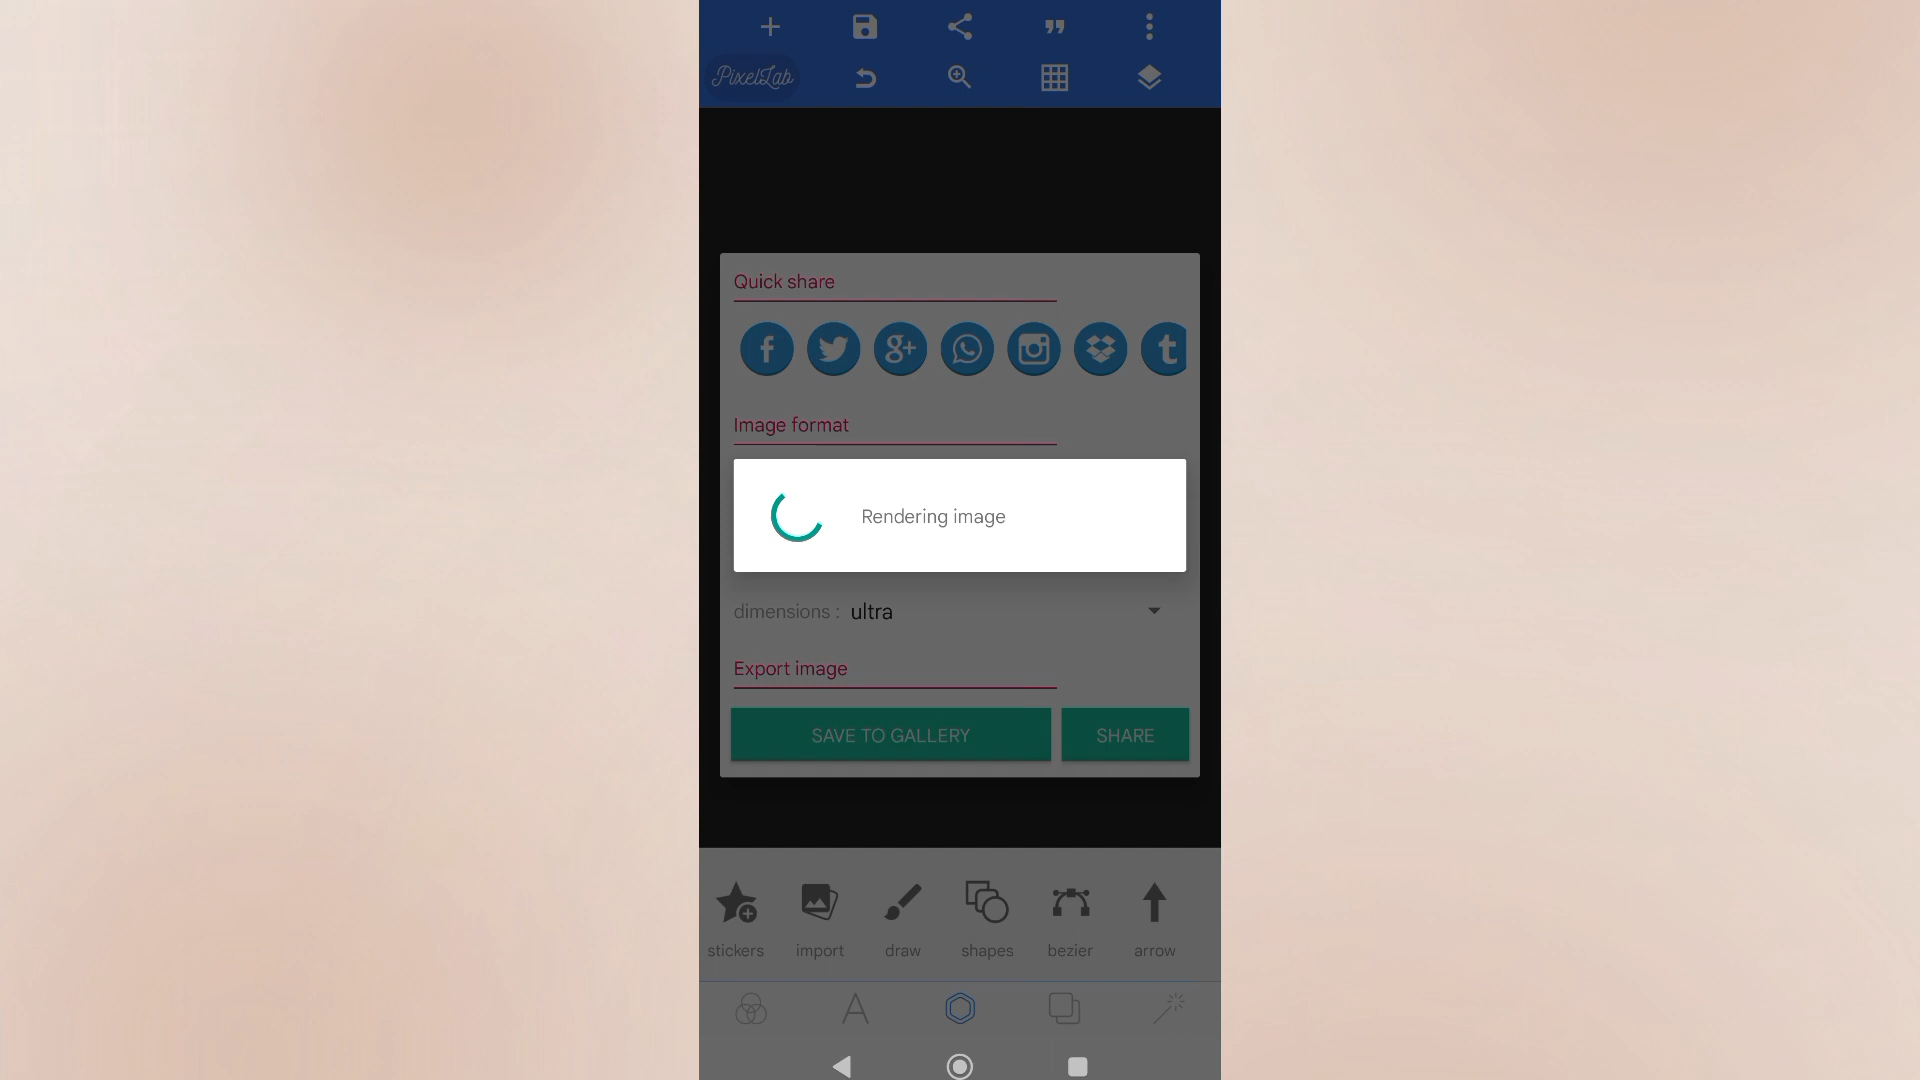 PixelLab
Quick share
Image format
Rendering image
dimensions : ultra
Export image
SAVE TO GALLERY SHARE
stickers import draw shapes bezier arrow